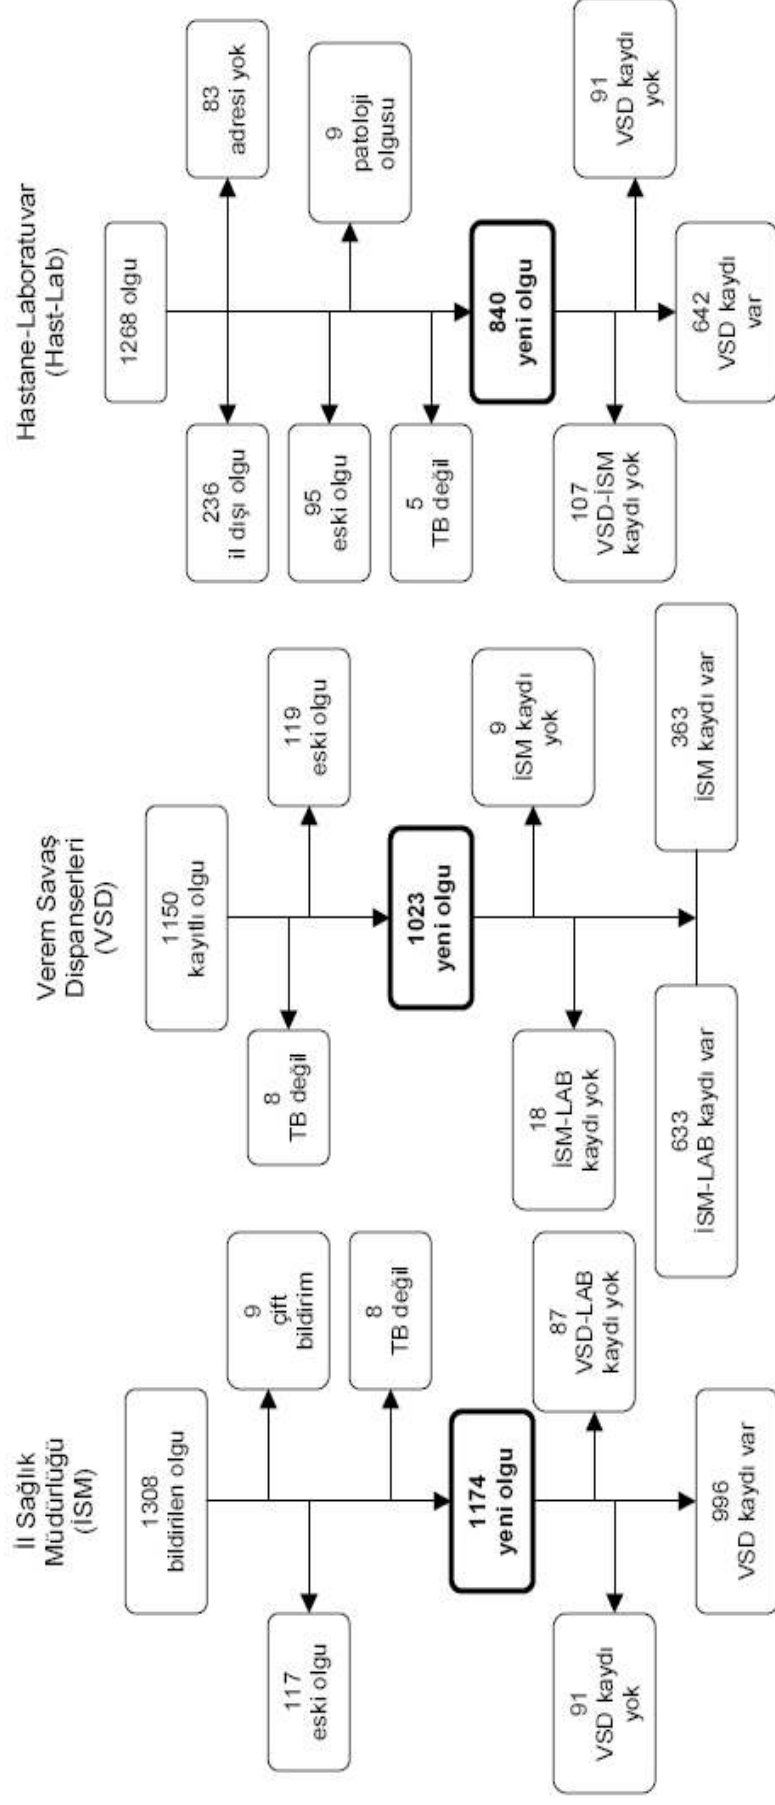 İl Sağlık
Müdürlüğü
(İSM)
1308
bildirilen olgu
9
çift
bildirim
117
eski olgu
8
TB değil
1174
yeni olgu
87
VSD-LAB
kaydı yok
91
VSD kaydı
yok
996
VSD kaydı var
Verem Savaş
Dispanserleri
(VSD)
1150
kayıtlı olgu
8
TB değil
119
eski olgu
1023
yeni olgu
9
İSM kaydı
yok
18
İSM-LAB
kaydı yok
633
İSM-LAB kaydı var
363
İSM kaydı var
Hastane-Laboratuvar
(Hast-Lab)
1268 olgu
236
il dışı olgu
83
adresi yok
95
eski olgu
9
patoloji
olgusu
5
TB değil
840
yeni olgu
107
VSD-İSM
kaydı yok
91
VSD kaydı
yok
642
VSD kaydı
var